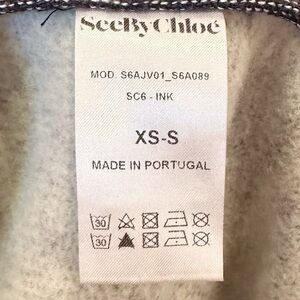 SeeByChloé
MOD. S6AJV01_S6A089
SC6 - INK
XS-S
MADE IN PORTUGAL
30
30